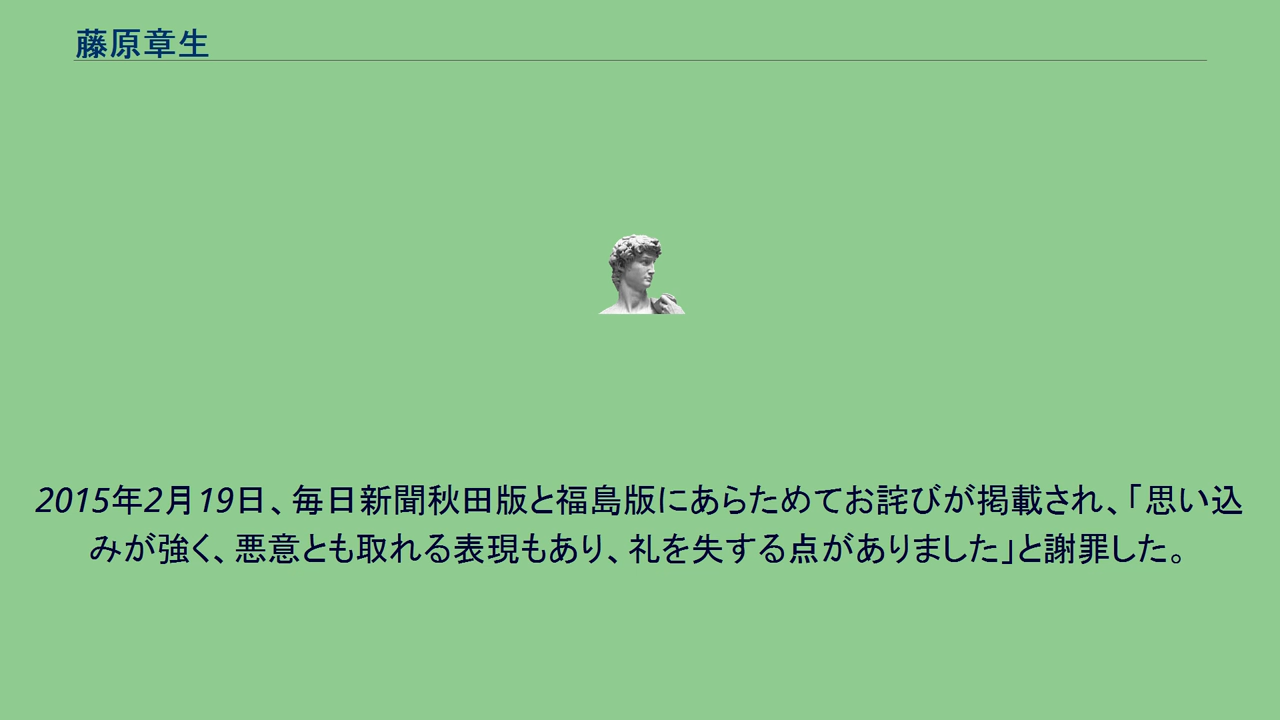 藤原章生
2015年2月19日、毎日新聞秋田版と福島版にあらためてお詫びが掲載され、「思い込
みが強く、悪意とも取れる表現もあり、礼を失する点がありました」と謝罪した。